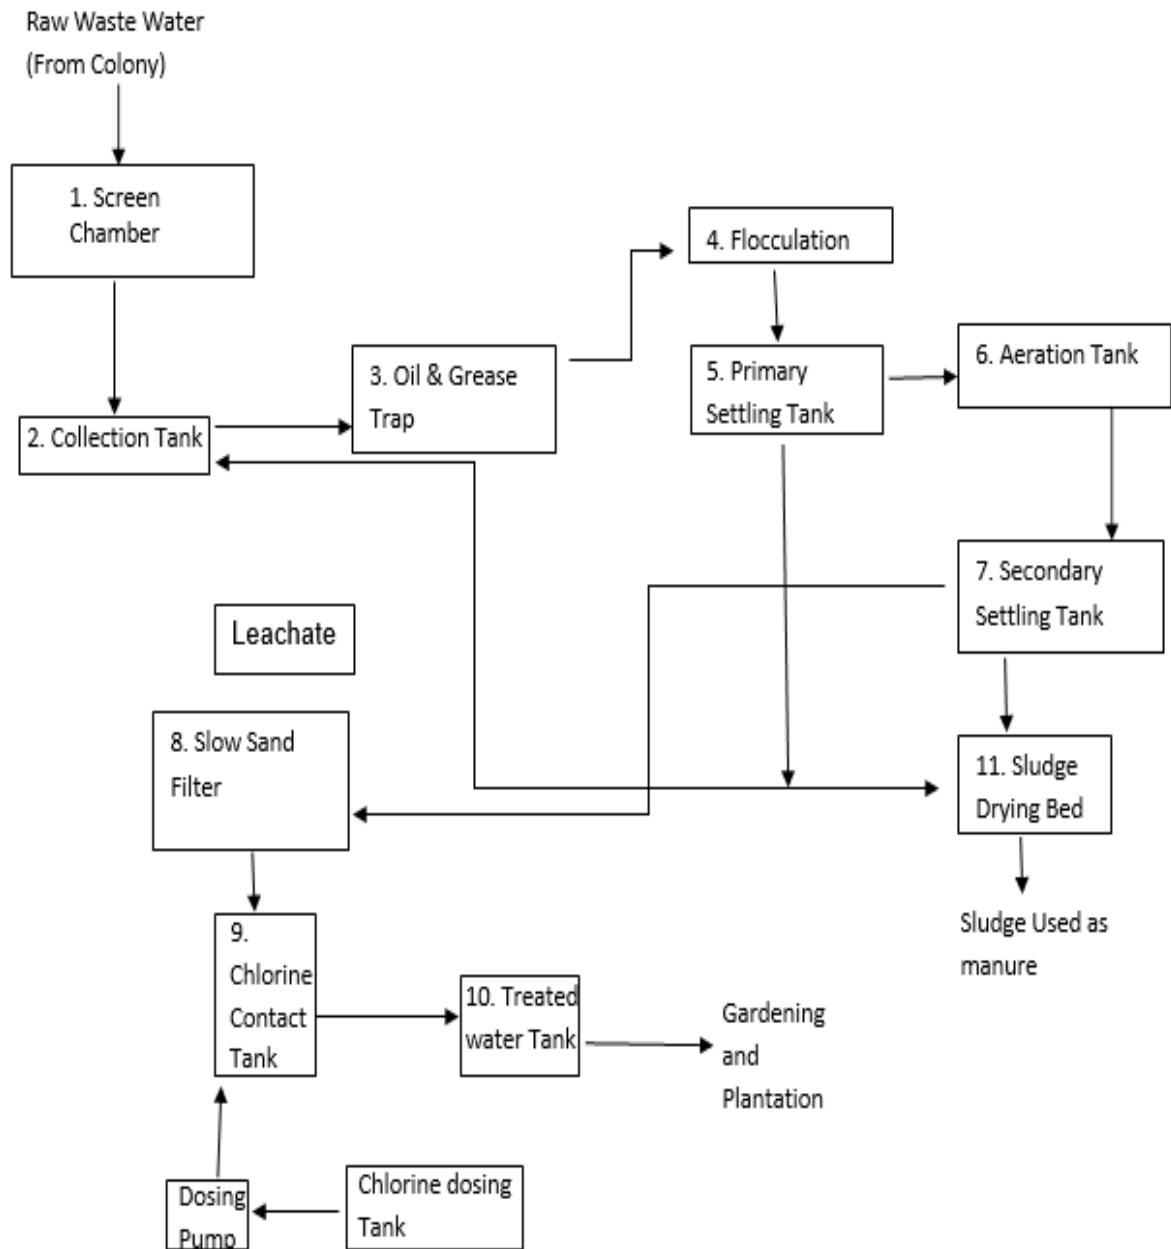 Raw Waste Water
(From Colony)
1. Screen
Chamber
2. Collection Tank
3. Oil & Grease
Trap
4. Flocculation
5. Primary
Settling Tank
6. Aeration Tank
7. Secondary
Settling Tank
Leachate
8. Slow Sand
Filter
11. Sludge
Drying Bed
Sludge Used as
manure
9.
Chlorine
Contact
Tank
10. Treated
water Tank
Gardening
and
Plantation
Dosing
Pump
Chlorine dosing
Tank